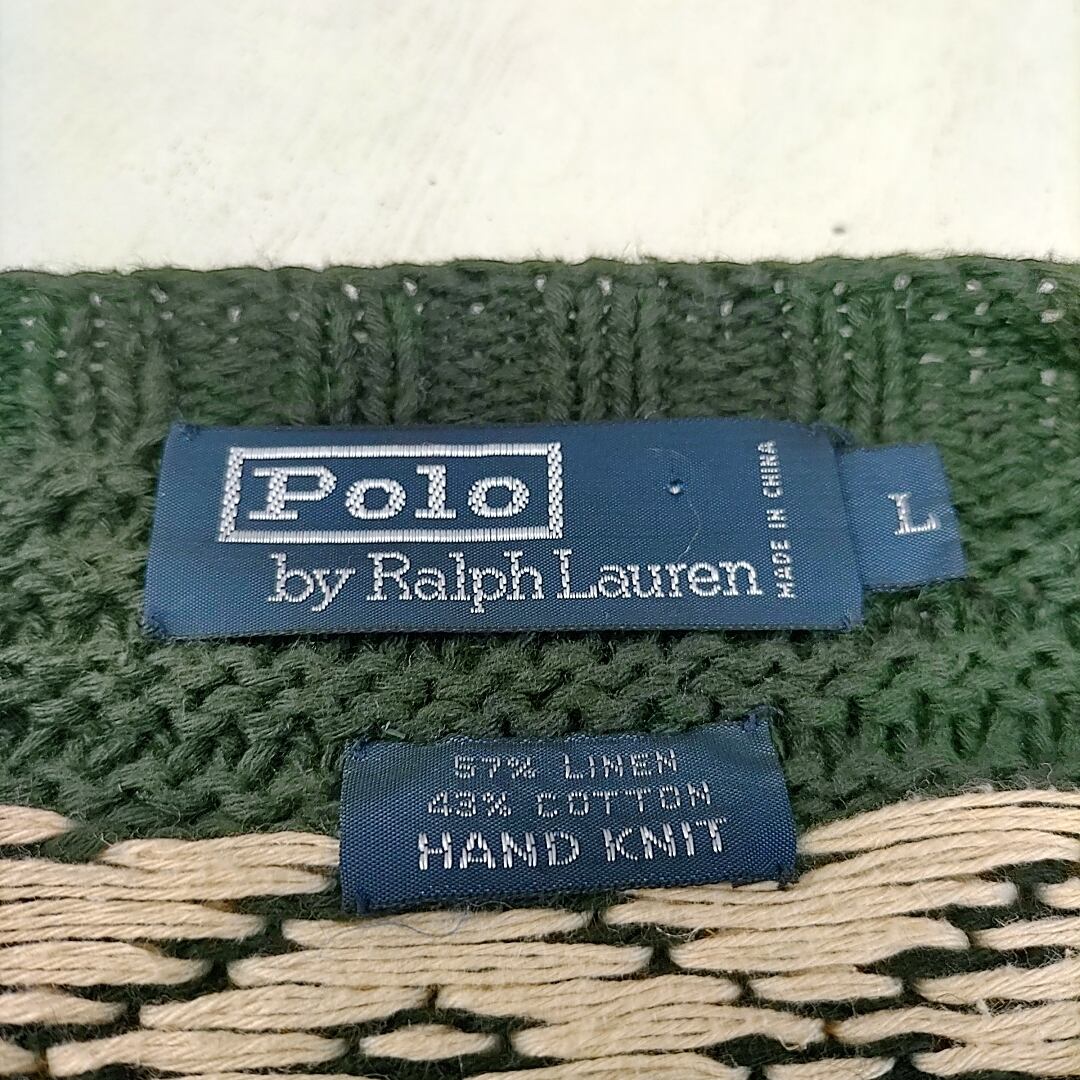 Polo
by Ralph Lauren
MADE IN CHINA
L
57% LINEN
43% COTTON
HAND KNIT